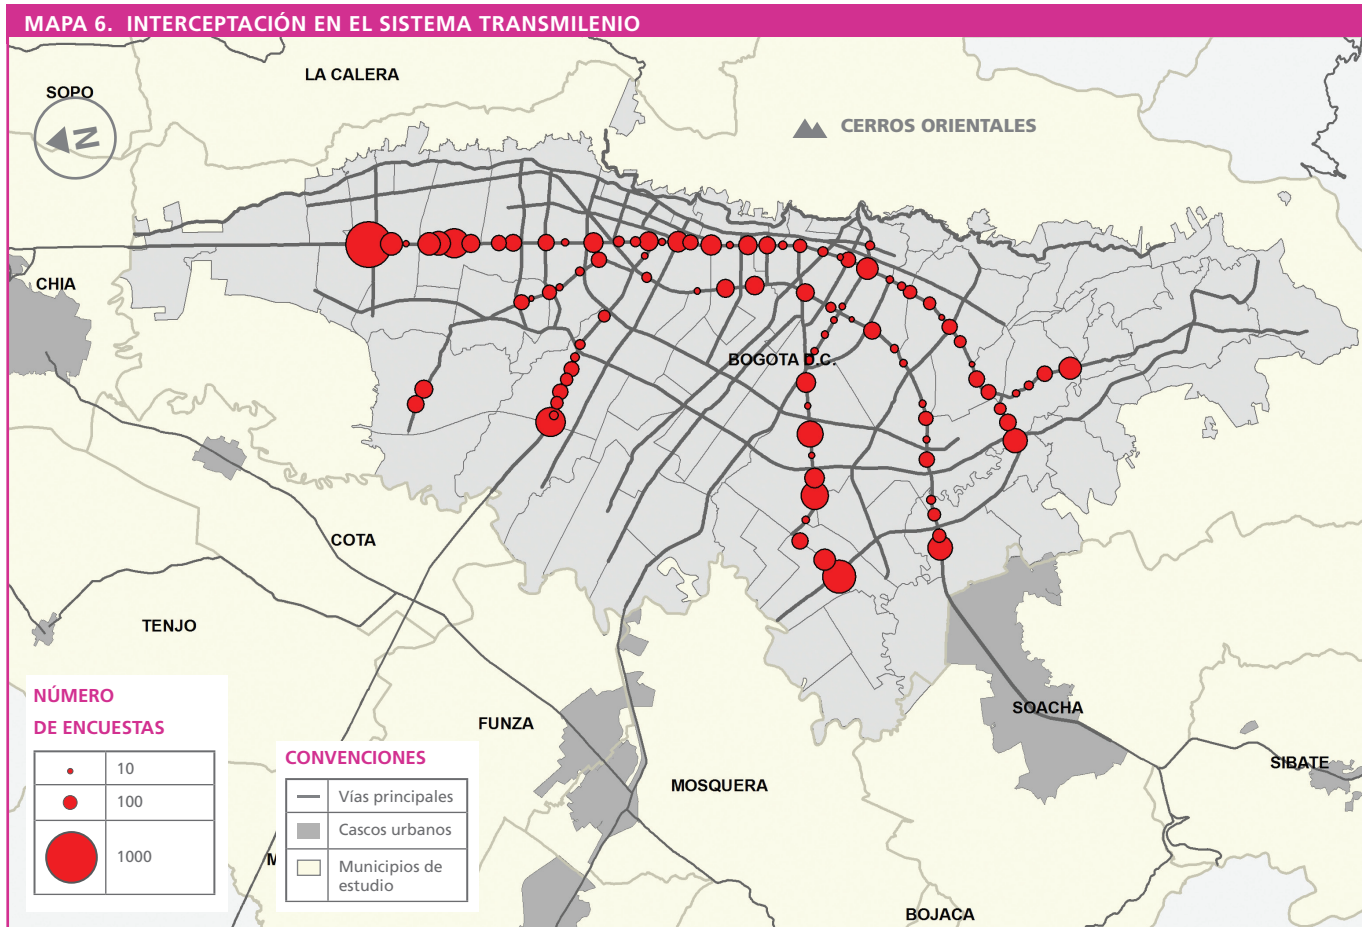 MAPA 6. INTERCEPTACIÓN EN EL SISTEMA TRANSMILENIO
LA CALERA
SOPO
N
CERROS ORIENTALES
CHIA
BOGOTA D.C.
COTA
TENJO
FUNZA
MOSQUERA
SOACHA
SIBATE
BOJACA
M
NÚMERO
DE ENCUESTAS
10
100
1000
CONVENCIONES
Vías principales
Cascos urbanos
Municipios de
estudio